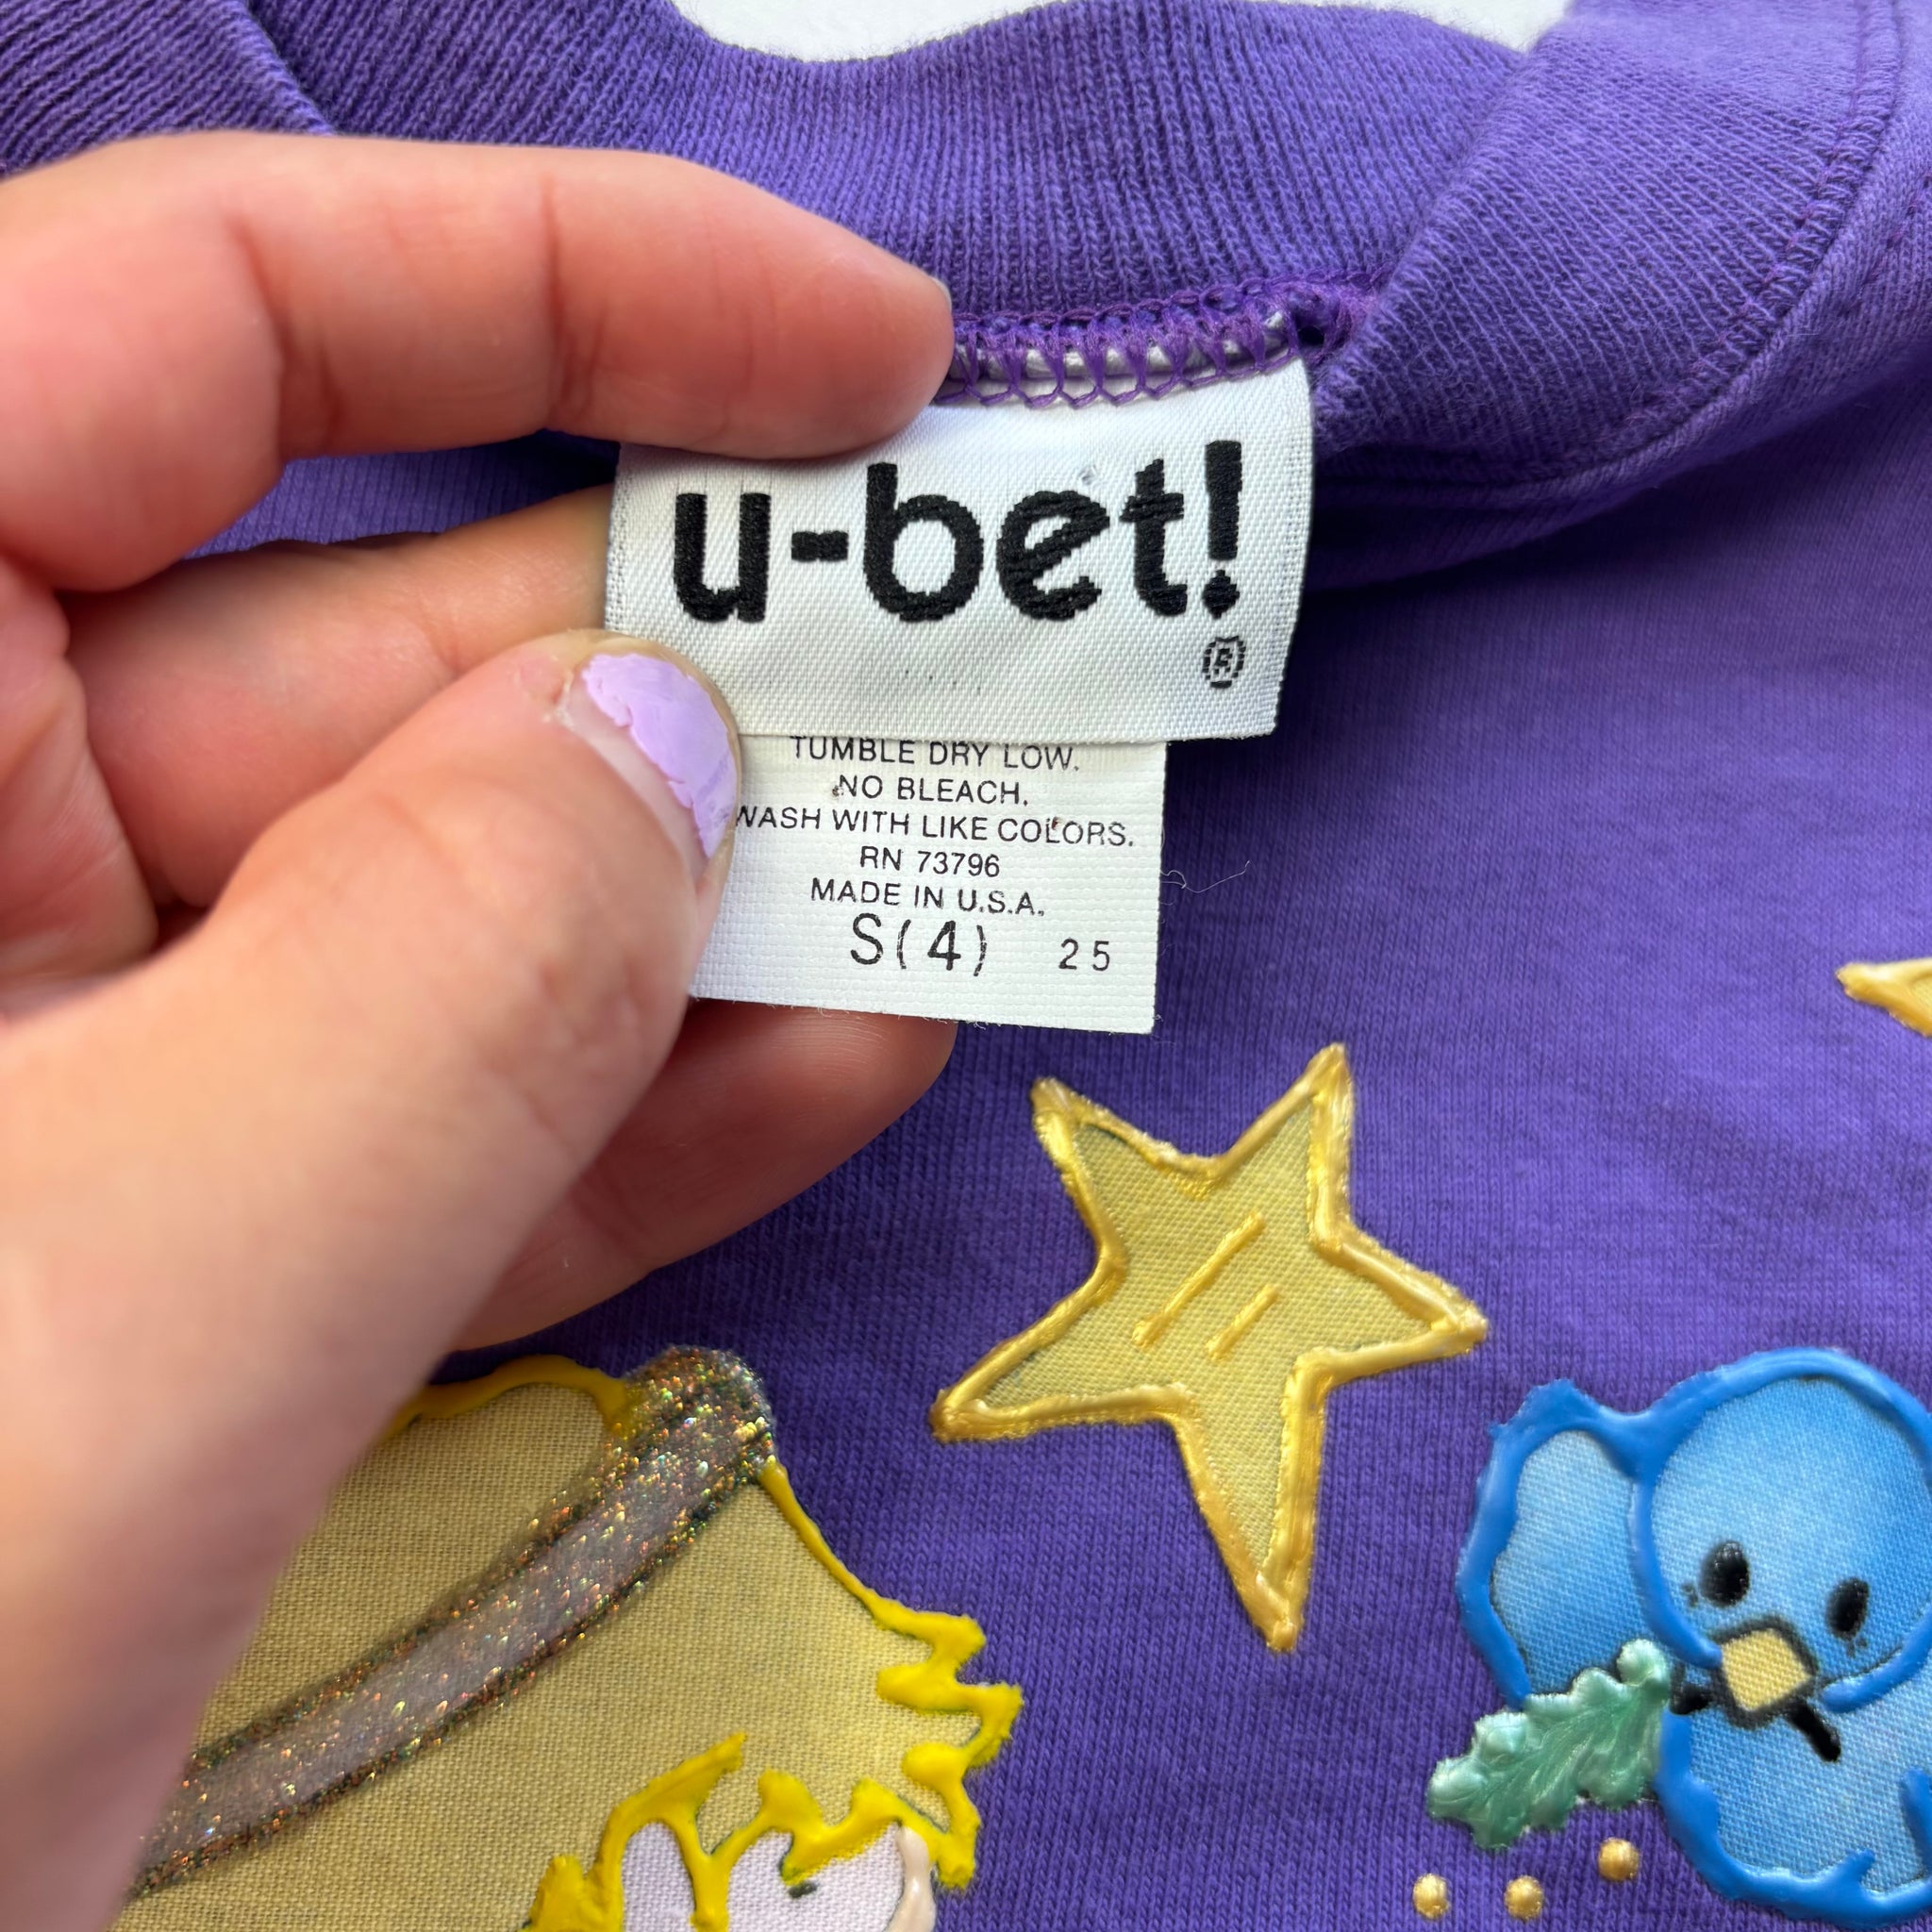 u-bet!
®
TUMBLE DRY LOW.
NO BLEACH.
WASH WITH LIKE COLORS.
RN 73796
MADE IN U.S.A.
S(4) 25